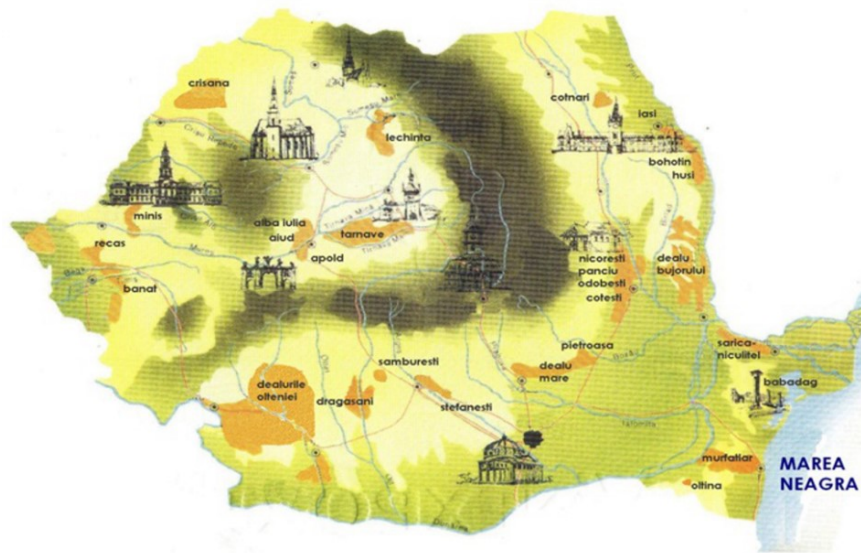 crisana
cotnari
iasi
lechinta
bohotin
husi
minis
alba iulia
aiud
tarnave
apold
recas
banat
nicoresti
panciu
odobesti
cotesti
dealu
bujorului
pietroasa
sarica-
niculitel
samburesti
dealu
mare
babadag
dealurile
olteniei
dragasani
stefanesti
murfatlar
oltina
MAREA
NEAGRA